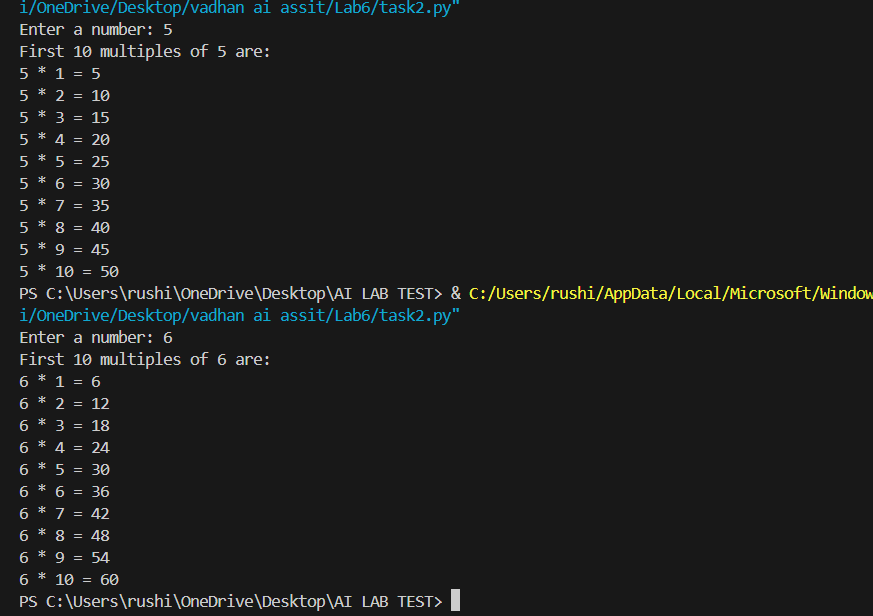 i/OneDrive/Desktop/vadhan ai assit/Lab6/task2.py"
Enter a number: 5
First 10 multiples of 5 are:
5 * 1 = 5
5 * 2 = 10
5 * 3 = 15
5 * 4 = 20
5 * 5 = 25
5 * 6 = 30
5 * 7 = 35
5 * 8 = 40
5 * 9 = 45
5 * 10 = 50
PS C:\Users\rushi\OneDrive\Desktop\AI LAB TEST> & C:/Users/rushi/AppData/Local/Microsoft/Window
i/OneDrive/Desktop/vadhan ai assit/Lab6/task2.py"
Enter a number: 6
First 10 multiples of 6 are:
6 * 1 = 6
6 * 2 = 12
6 * 3 = 18
6 * 4 = 24
6 * 5 = 30
6 * 6 = 36
6 * 7 = 42
6 * 8 = 48
6 * 9 = 54
6 * 10 = 60
PS C:\Users\rushi\OneDrive\Desktop\AI LAB TEST>